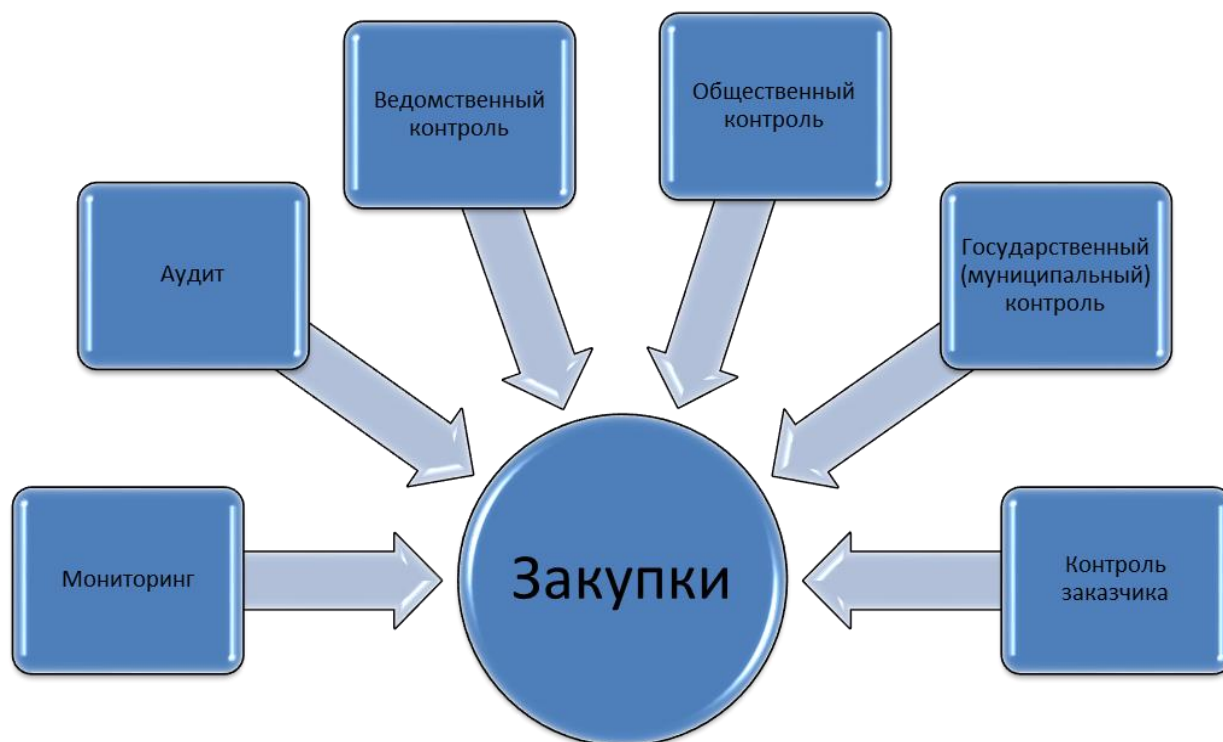 Ведомственный
контроль
Общественный
контроль
Аудит
Государственный
(муниципальный)
контроль
Мониторинг
Закупки
Контроль
заказчика